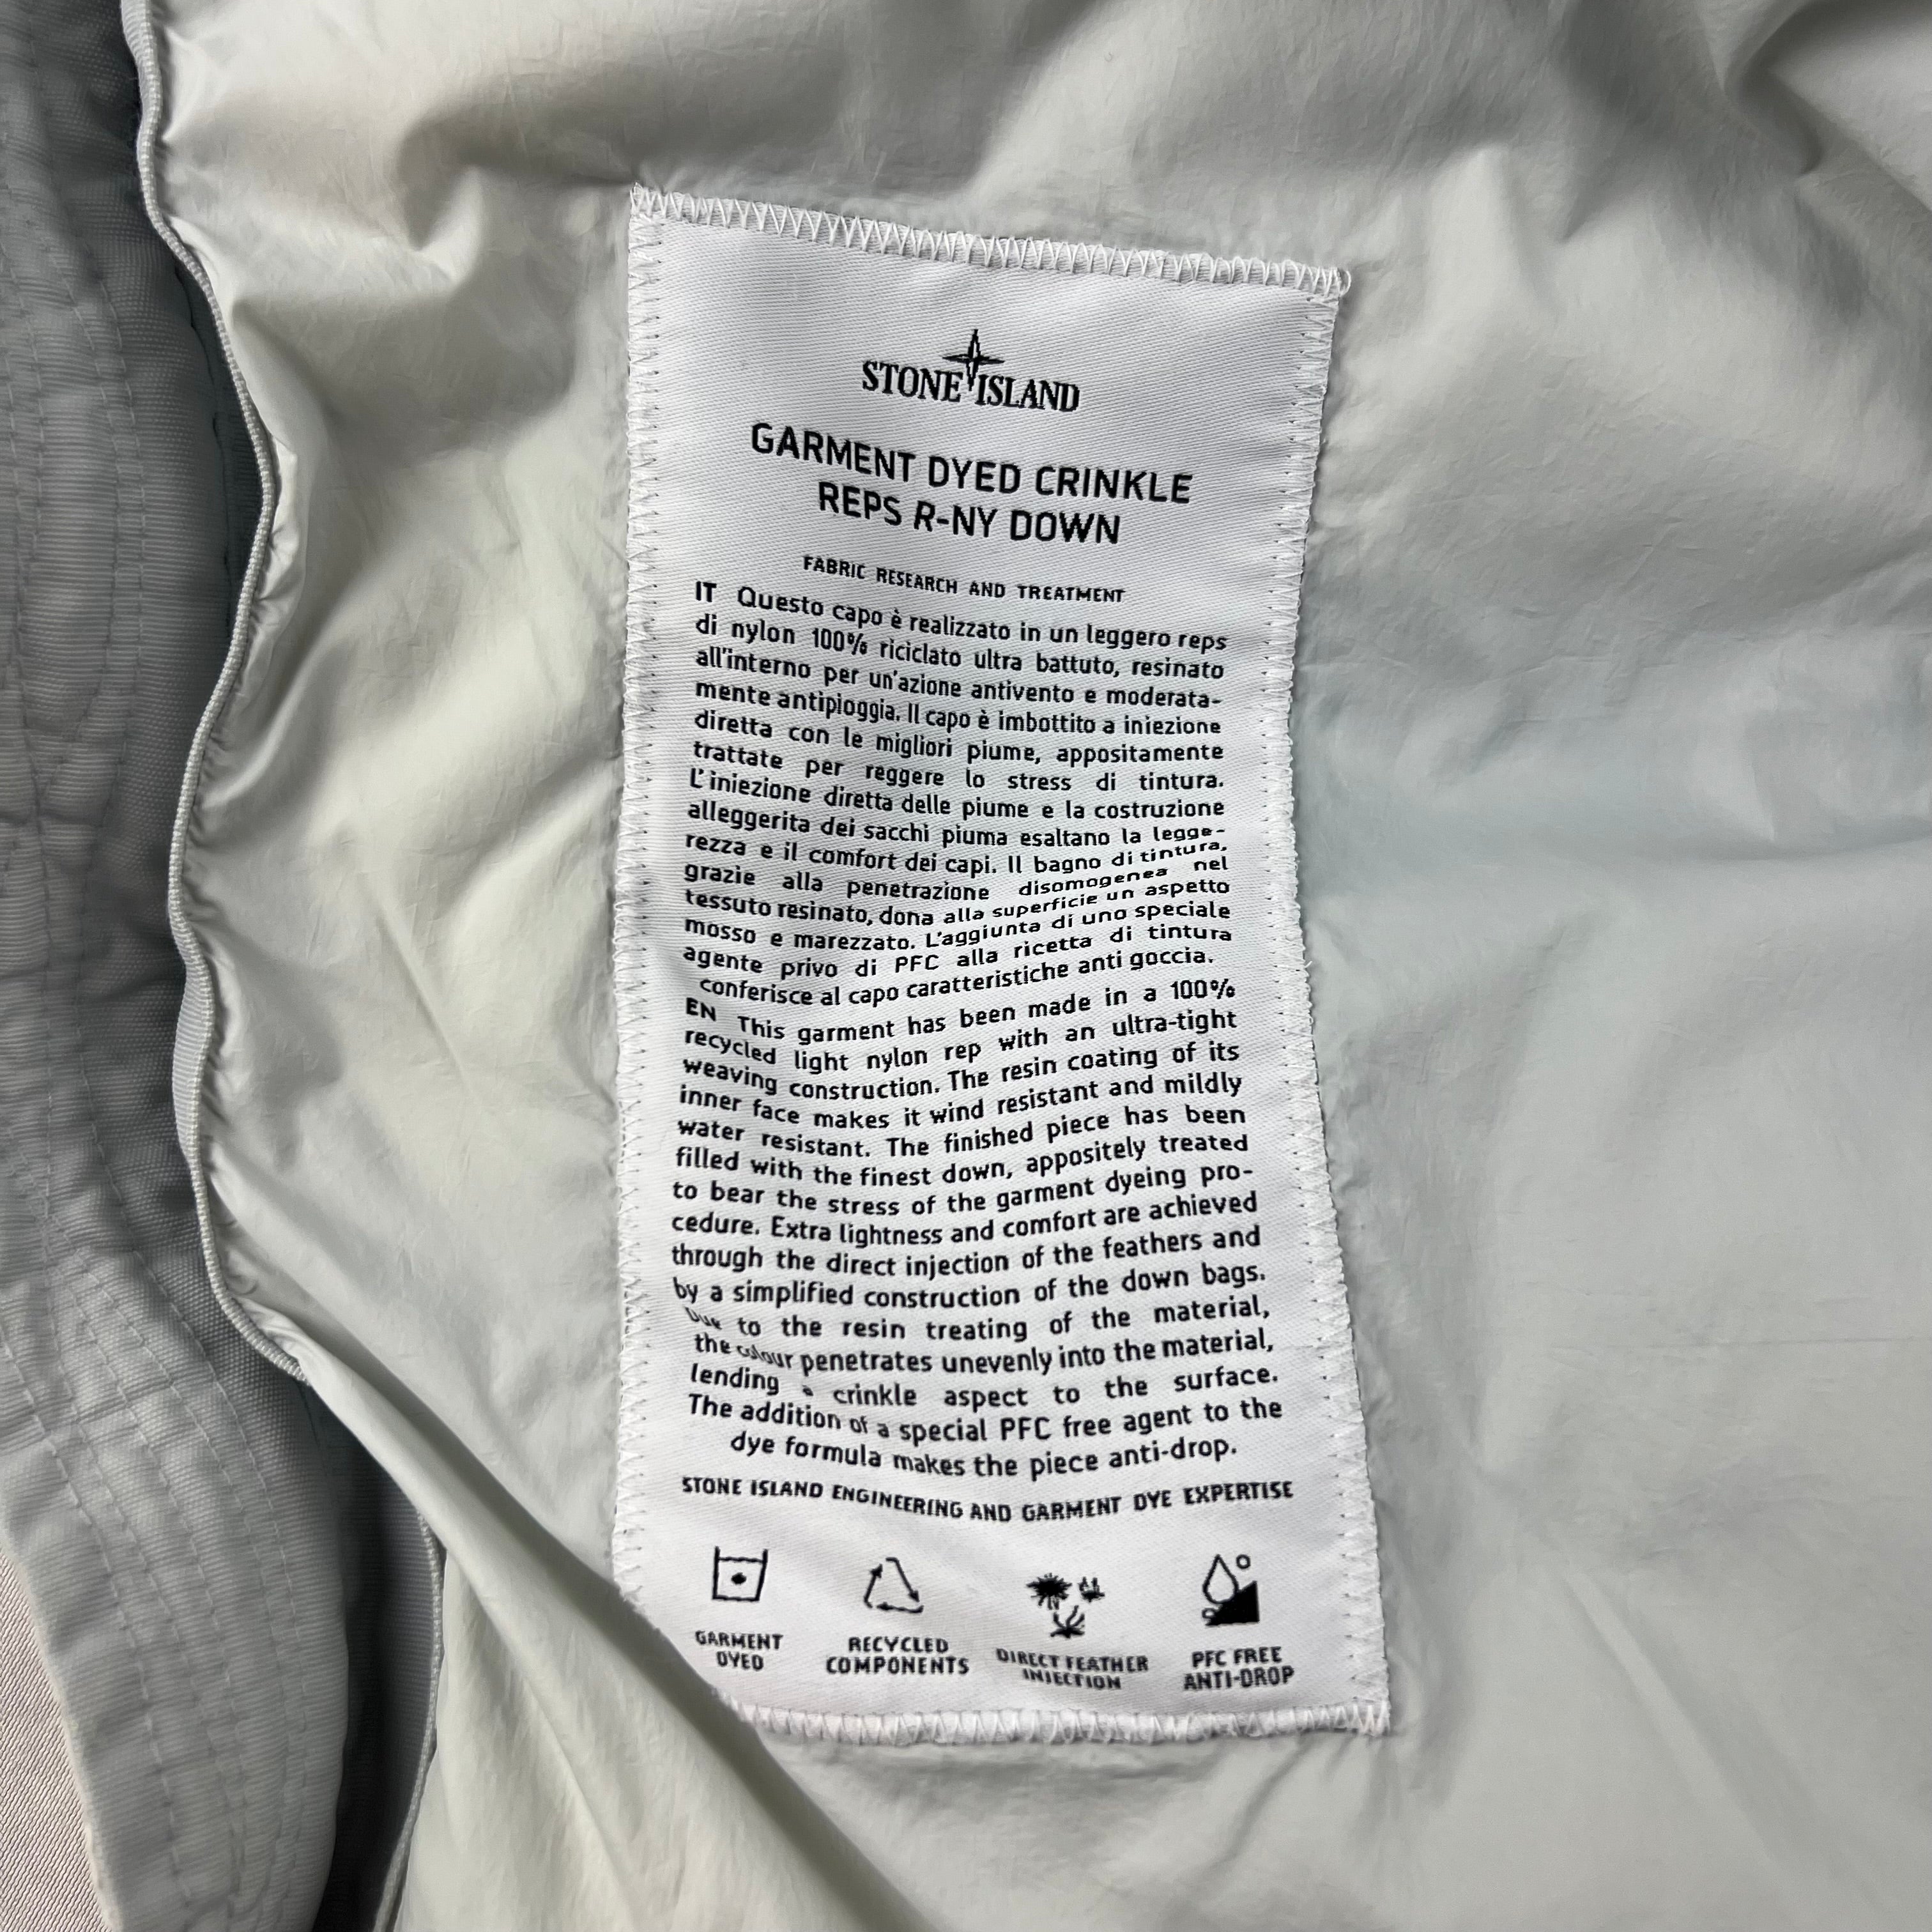 STONE ISLAND
GARMENT DYED CRINKLE
REPS R-NY DOWN
FABRIC RESEARCH AND TREATMENT
IT Questo capo è realizzato in un leggero reps
di nylon 100% riciclato ultra battuto, resinato
all'interno per un'azione antivento e moderata-
mente antipioggia. Il capo è imbottito a iniezione
diretta con le migliori piume, appositamente
trattate per reggere lo stress di tintura.
L'iniezione diretta delle piume e la costruzione
alleggerita dei sacchi piuma esaltano la legge-
rezza e il comfort dei capi. Il bagno di tintura,
grazie alla penetrazione disomogenea nel
tessuto resinato, dona alla superficie un aspetto
mosso e marezzato. L'aggiunta di uno speciale
agente privo di PFC alla ricetta di tintura
conferisce al capo caratteristiche anti goccia.
EN This garment has been made in a 100%
recycled light nylon rep with an ultra-tight
weaving construction. The resin coating of its
inner face makes it wind resistant and mildly
water resistant. The finished piece has been
filled with the finest down, appositely treated
to bear the stress of the garment dyeing pro-
cedure. Extra lightness and comfort are achieved
through the direct injection of the feathers and
by a simplified construction of the down bags.
Due to the resin treating of the material,
the colour penetrates unevenly into the material,
lending a crinkle aspect to the surface.
The addition of a special PFC free agent to the
dye formula makes the piece anti-drop.
STONE ISLAND ENGINEERING AND GARMENT DYE EXPERTISE
GARMENT
DYED
RECYCLED
COMPONENTS
DIRECT FEATHER
INJECTION
PFC FREE
ANTI-DROP